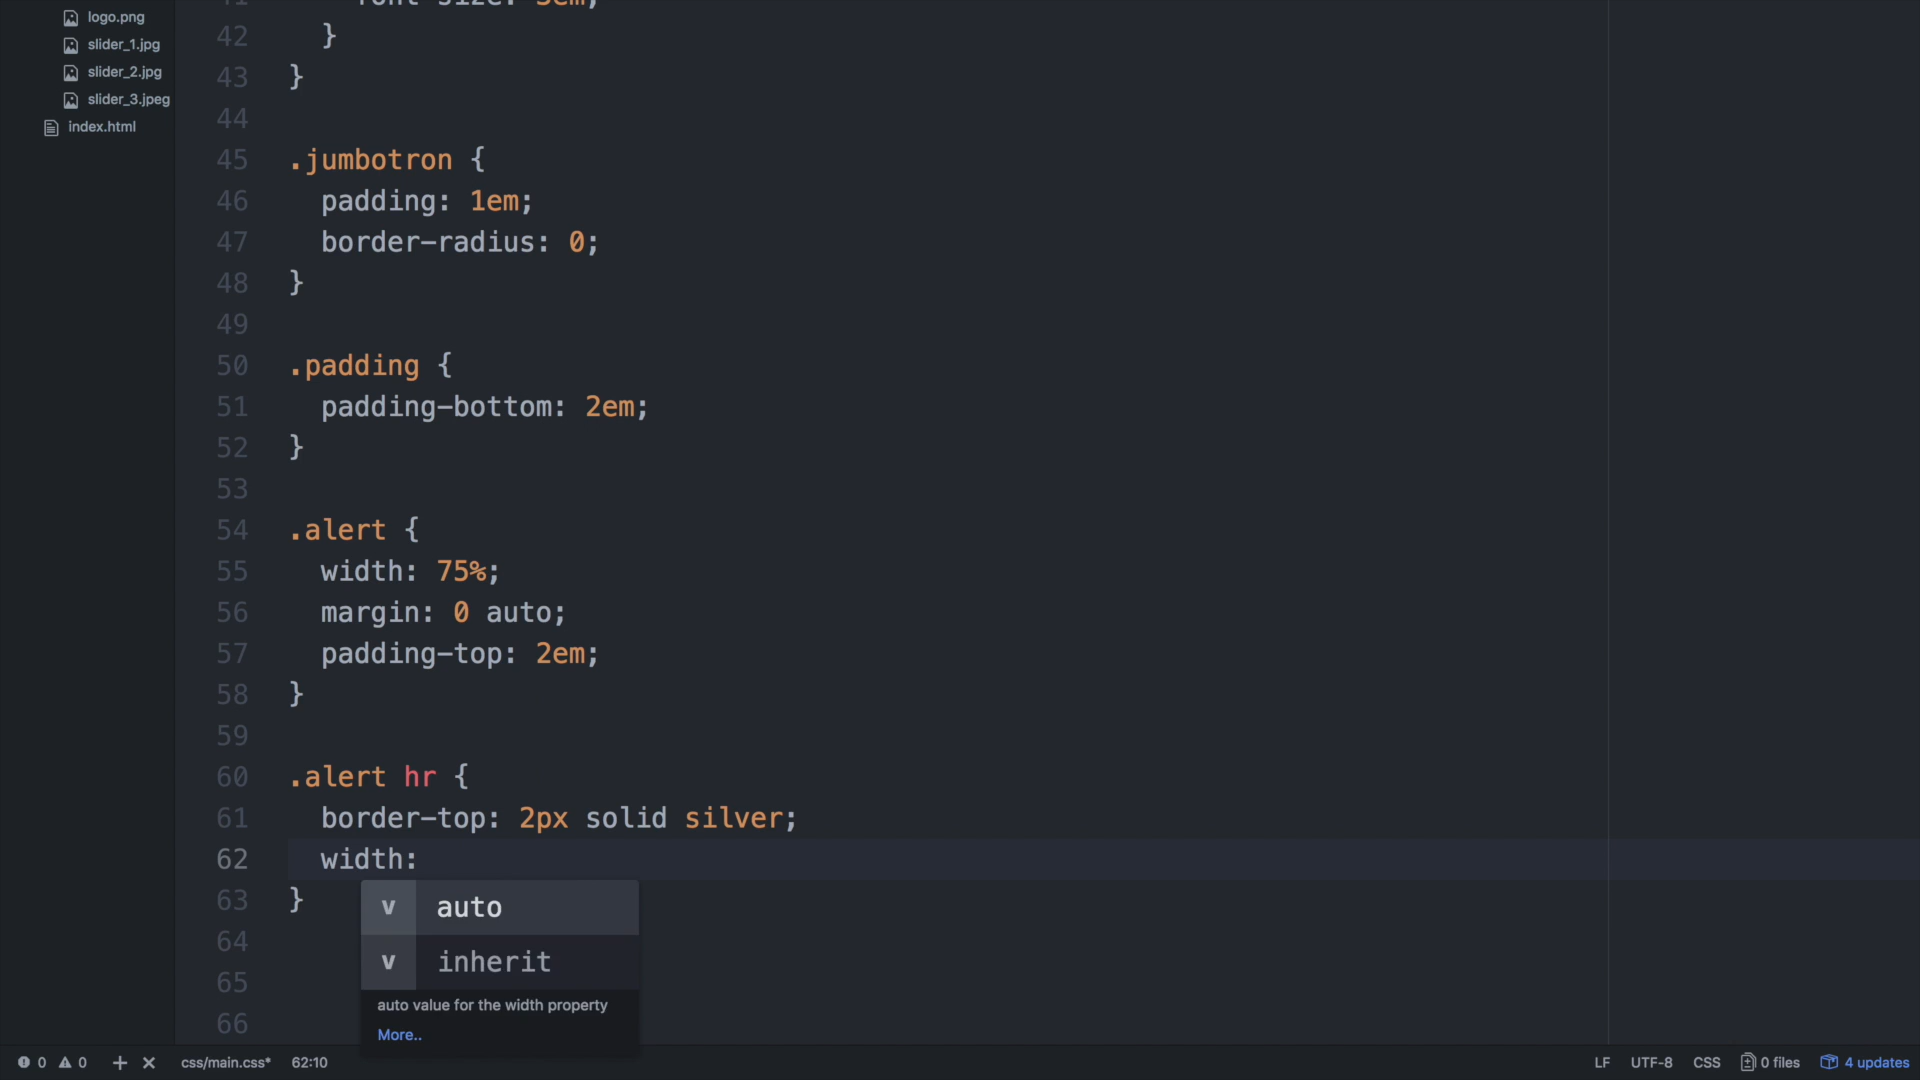 logo.png
slider_1.jpg
slider_2.jpg
slider_3.jpeg
index.html
41 font-size: 3em;
42 }
43 }
44
45 .jumbotron {
46 padding: 1em;
47 border-radius: 0;
48 }
49
50 .padding {
51 padding-bottom: 2em;
52 }
53
54 .alert {
55 width: 75%;
56 margin: 0 auto;
57 padding-top: 2em;
58 }
59
60 .alert hr {
61 border-top: 2px solid silver;
62 width:
63 }
64
65
66
v auto
v inherit
auto value for the width property
More..
0 0 css/main.css* 62:10 LF UTF-8 CSS 0 files 4 updates